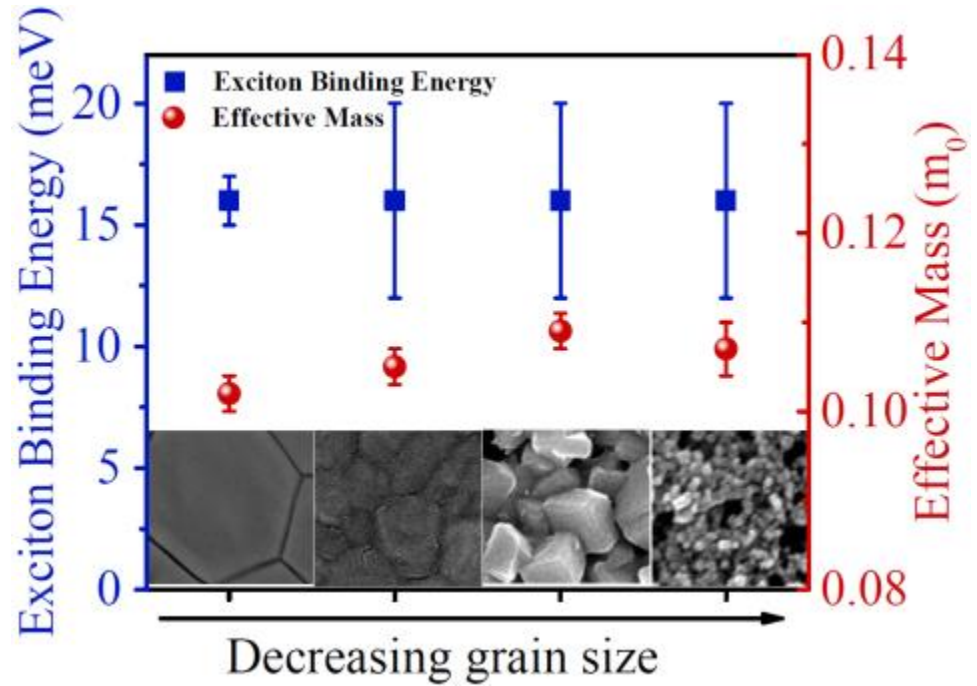 Exciton Binding Energy (meV)
20
15
10
5
0
Exciton Binding Energy
Effective Mass
0.14
0.12
0.10
0.08
Effective Mass (m₀)
Decreasing grain size